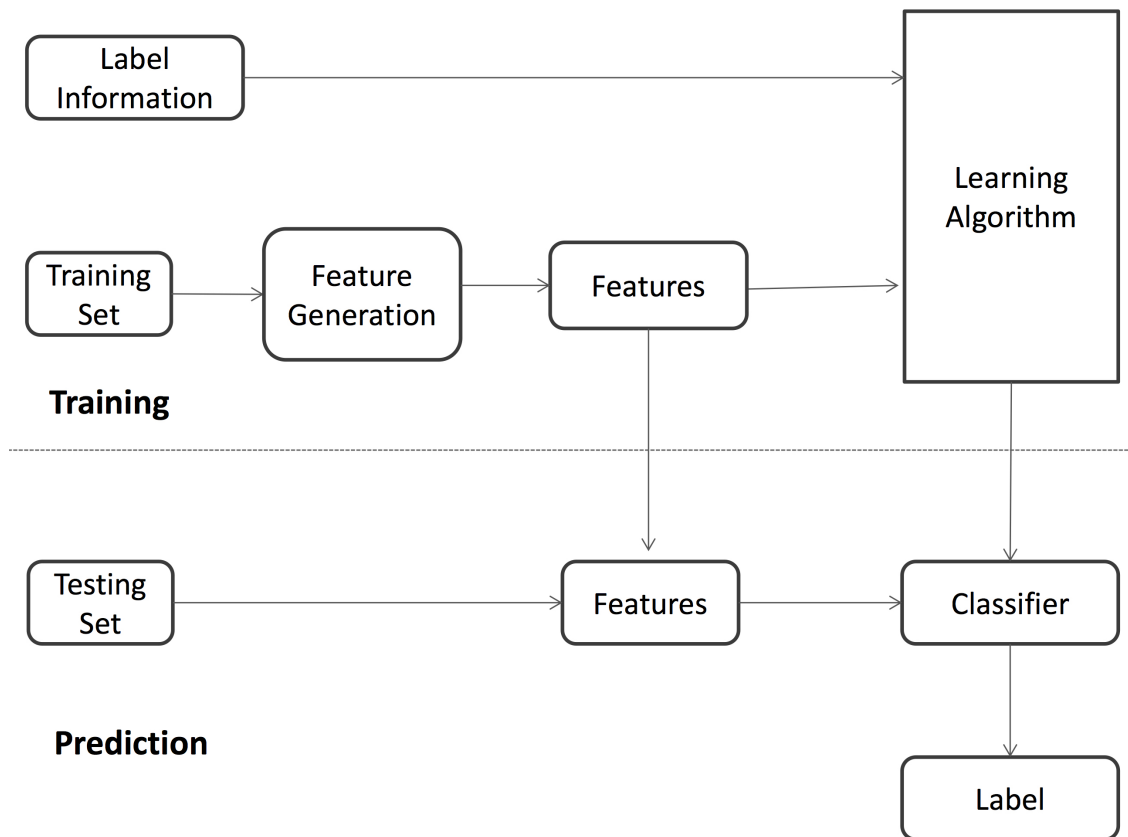 Label
Information
Learning
Algorithm
Training
Set
Feature
Generation
Features
Training
Testing
Set
Features
Classifier
Prediction
Label